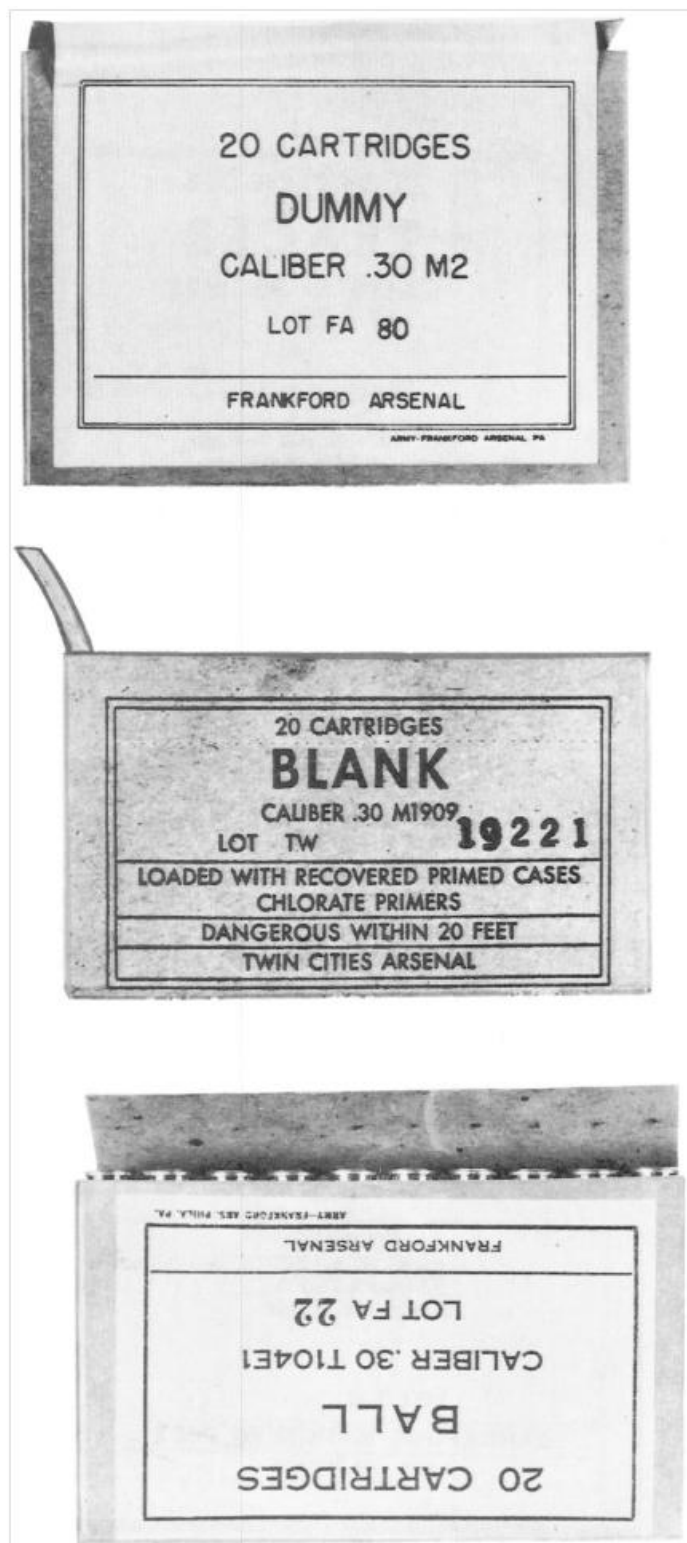 20 CARTRIDGES
DUMMY
CALIBER .30 M2
LOT FA 80
FRANKFORD ARSENAL
ARMY-FRANKFORD ARSENAL PA
20 CARTRIDGES
BLANK
CALIBER .30 M1909
LOT TW 19221
LOADED WITH RECOVERED PRIMED CASES
CHLORATE PRIMERS
DANGEROUS WITHIN 20 FEET
TWIN CITIES ARSENAL
20 CARTRIDGES
BALL
CALIBER .30 T104E1
LOT FA 22
FRANKFORD ARSENAL
ARMY-FRANKFORD ARS. PHILA. PA.